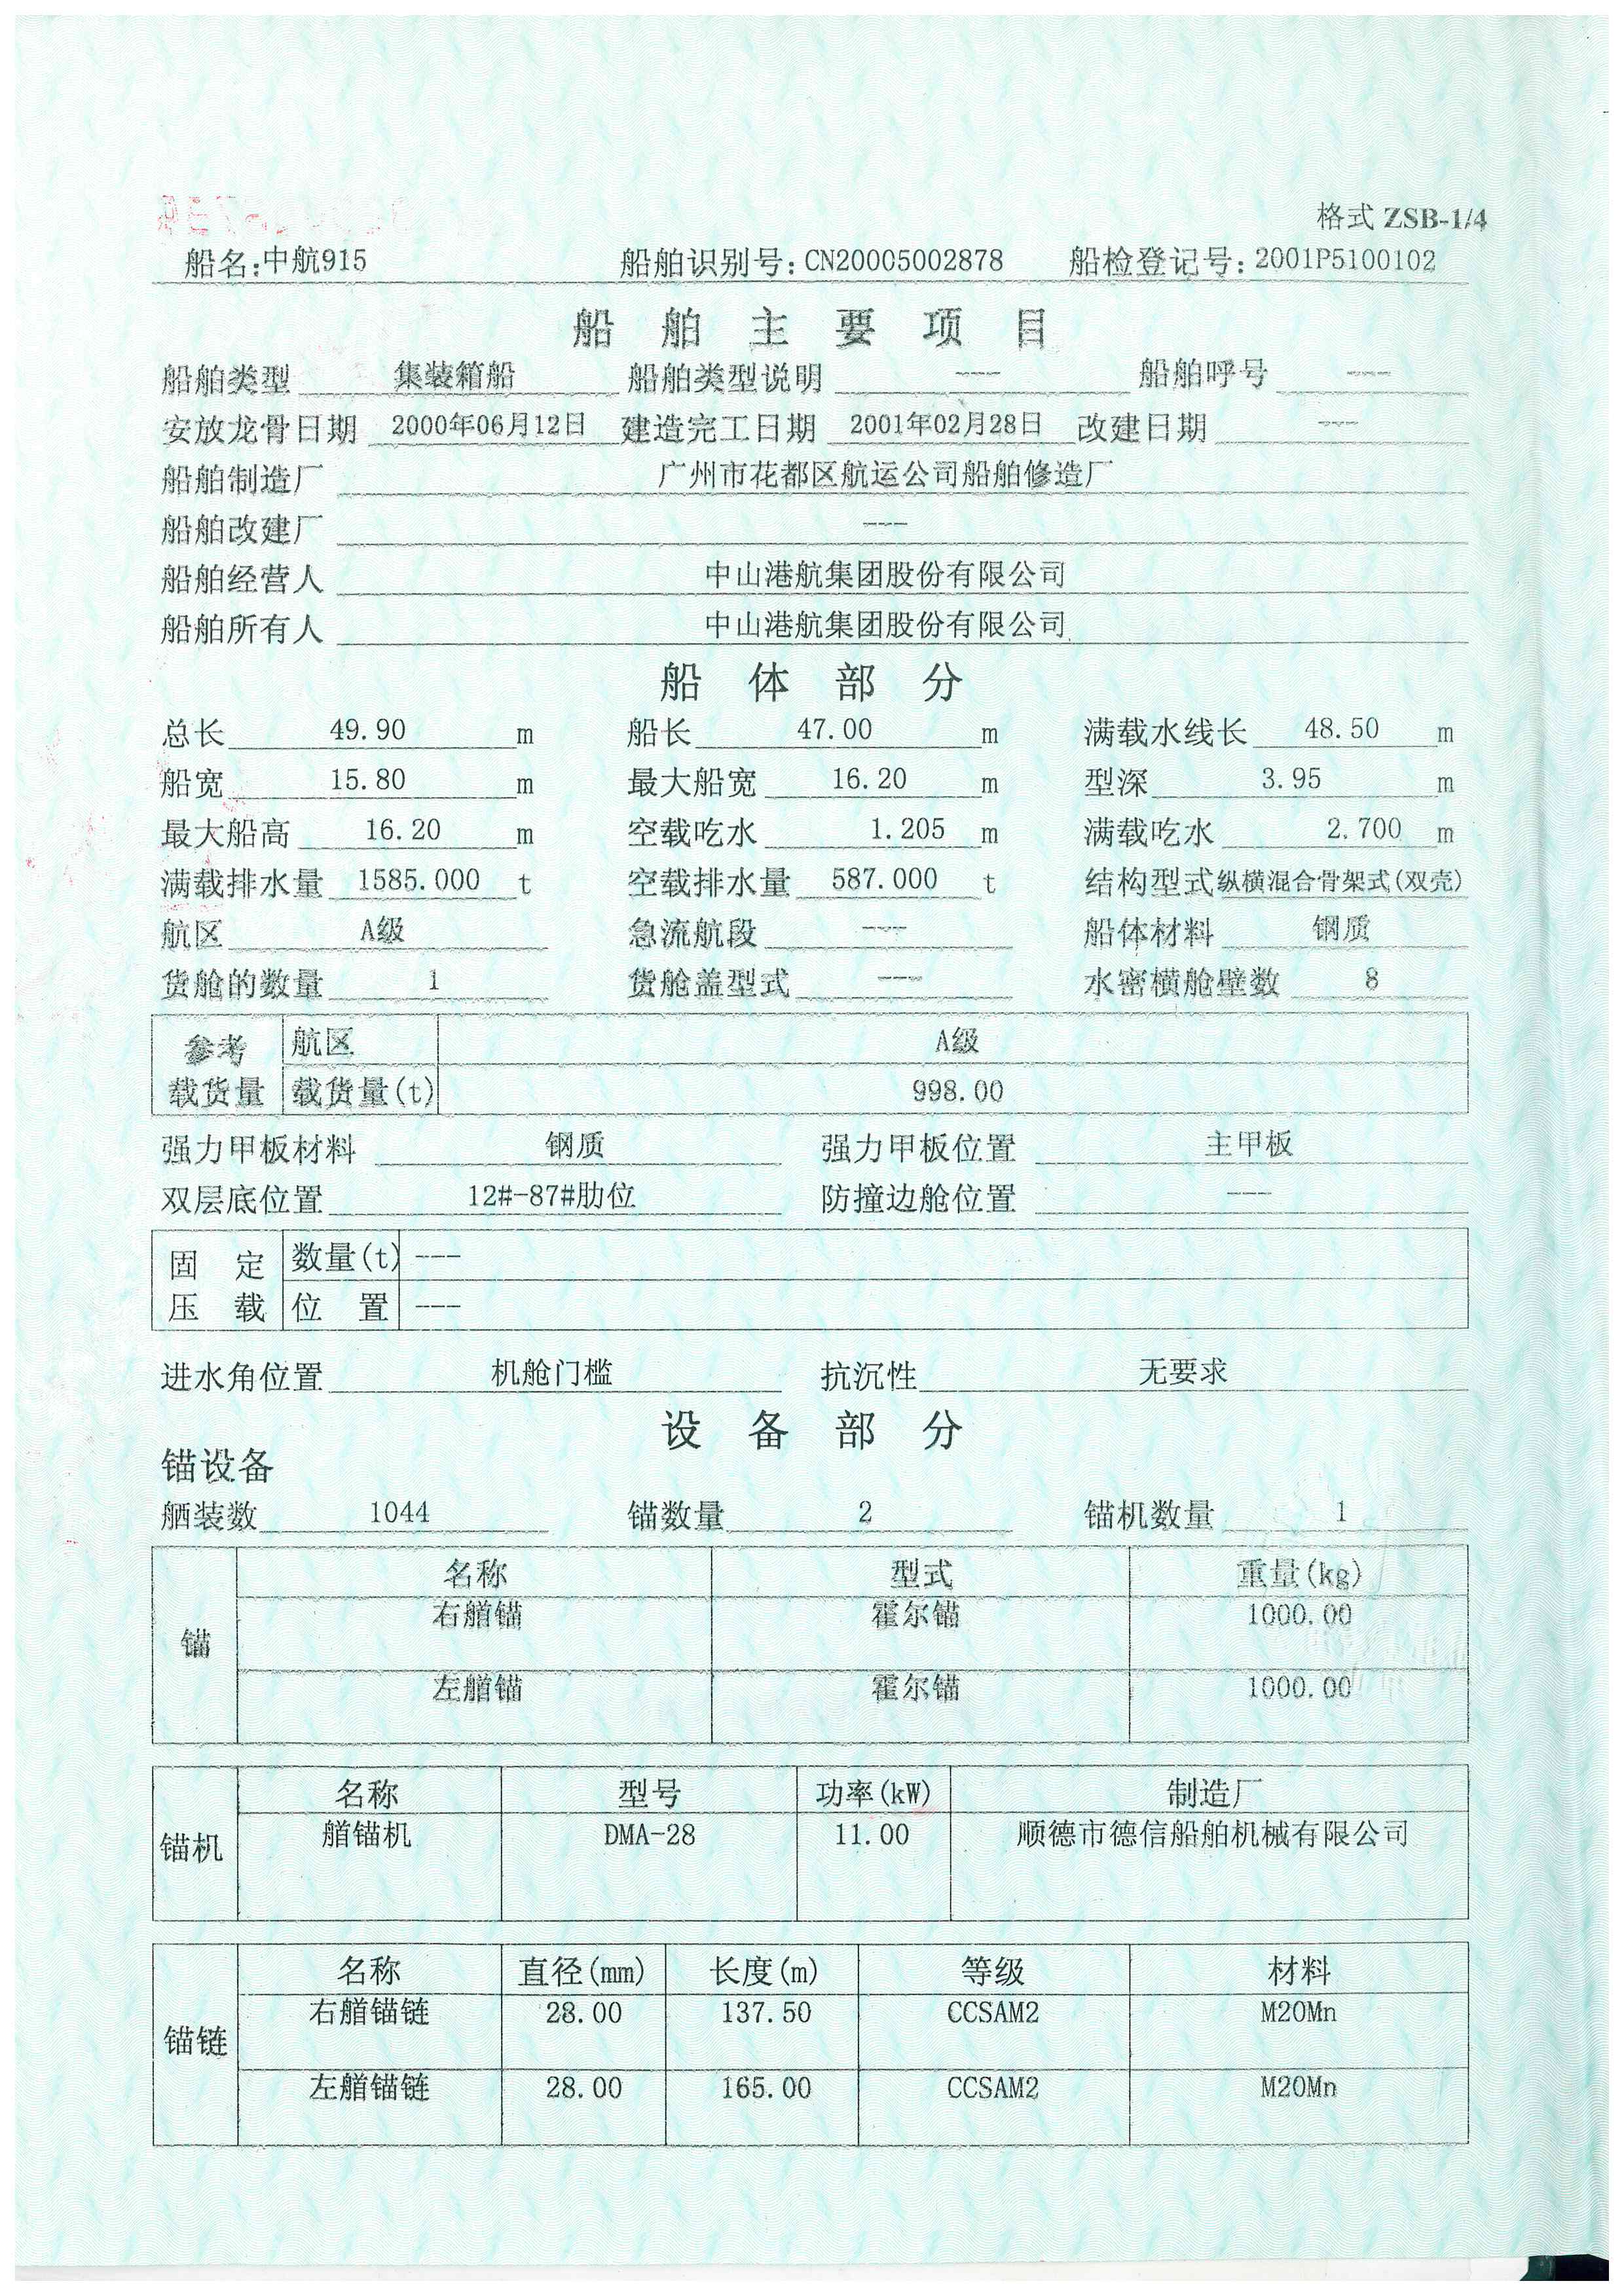 格式 ZSB-1/4
船名:中航915 船舶识别号:CN20005002878 船检登记号:2001P5100102
船舶主要项目
船舶类型 集装箱船 船舶类型说明 --- 船舶呼号 ---
安放龙骨日期 2000年06月12日 建造完工日期 2001年02月28日 改建日期 ---
船舶制造厂 广州市花都区航运公司船舶修造厂
船舶改建厂 ---
船舶经营人 中山港航集团股份有限公司
船舶所有人 中山港航集团股份有限公司
船体部分
总长 49.90 m 船长 47.00 m 满载水线长 48.50 m
船宽 15.80 m 最大船宽 16.20 m 型深 3.95 m
最大船高 16.20 m 空载吃水 1.205 m 满载吃水 2.700 m
满载排水量 1585.000 t 空载排水量 587.000 t 结构型式 纵横混合骨架式(双壳)
航区 A级 急流航段 --- 船体材料 钢质
货舱的数量 1 货舱盖型式 --- 水密横舱壁数 8
参考载货量 航区 A级
载货量(t) 998.00
强力甲板材料 钢质 强力甲板位置 主甲板
双层底位置 12#-87#肋位 防撞边舱位置 ---
固定压载 数量(t) ---
位置 ---
进水角位置 机舱门槛 抗沉性 无要求
设备部分
锚设备
舾装数 1044 锚数量 2 锚机数量 1
锚 名称 型式 重量(kg)
右艏锚 霍尔锚 1000.00
左艏锚 霍尔锚 1000.00
锚机 名称 型号 功率(kW) 制造厂
艏锚机 DMA-28 11.00 顺德市德信船舶机械有限公司
锚链 名称 直径(mm) 长度(m) 等级 材料
右艏锚链 28.00 137.50 CCSAM2 M20Mn
左艏锚链 28.00 165.00 CCSAM2 M20Mn